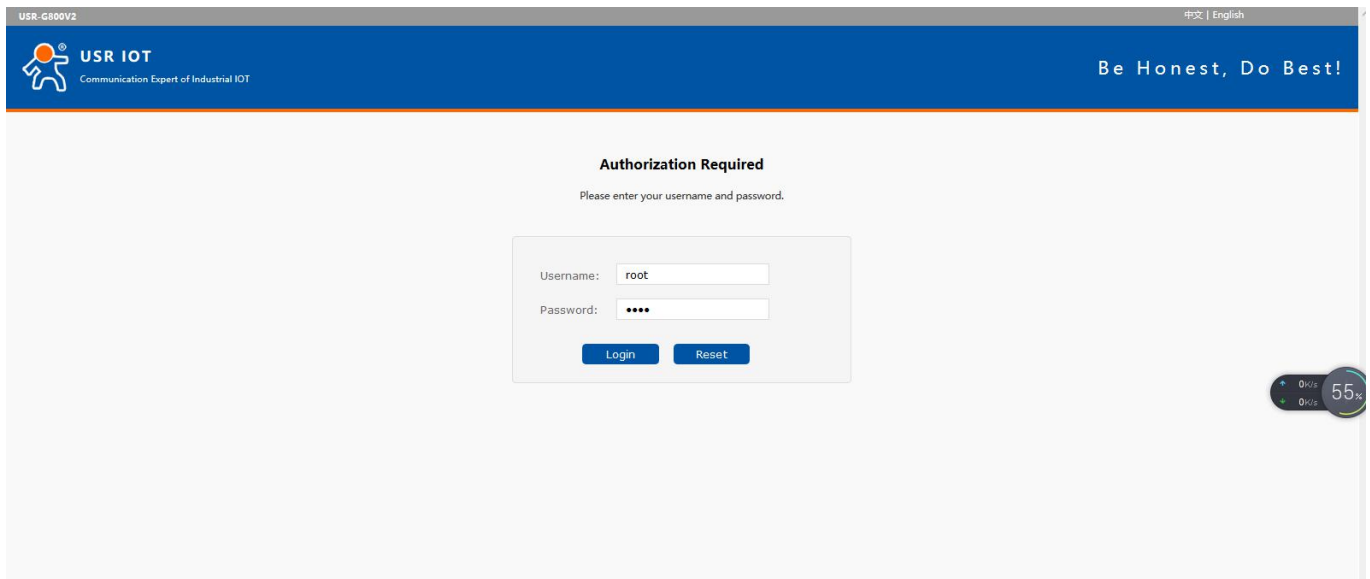 USR-G800V2
中文 | English
USR IOT
®
Communication Expert of Industrial IOT
Be Honest, Do Best!
Authorization Required
Please enter your username and password.
Username: root
Password: ••••
Login Reset
0K/s
0K/s
55%